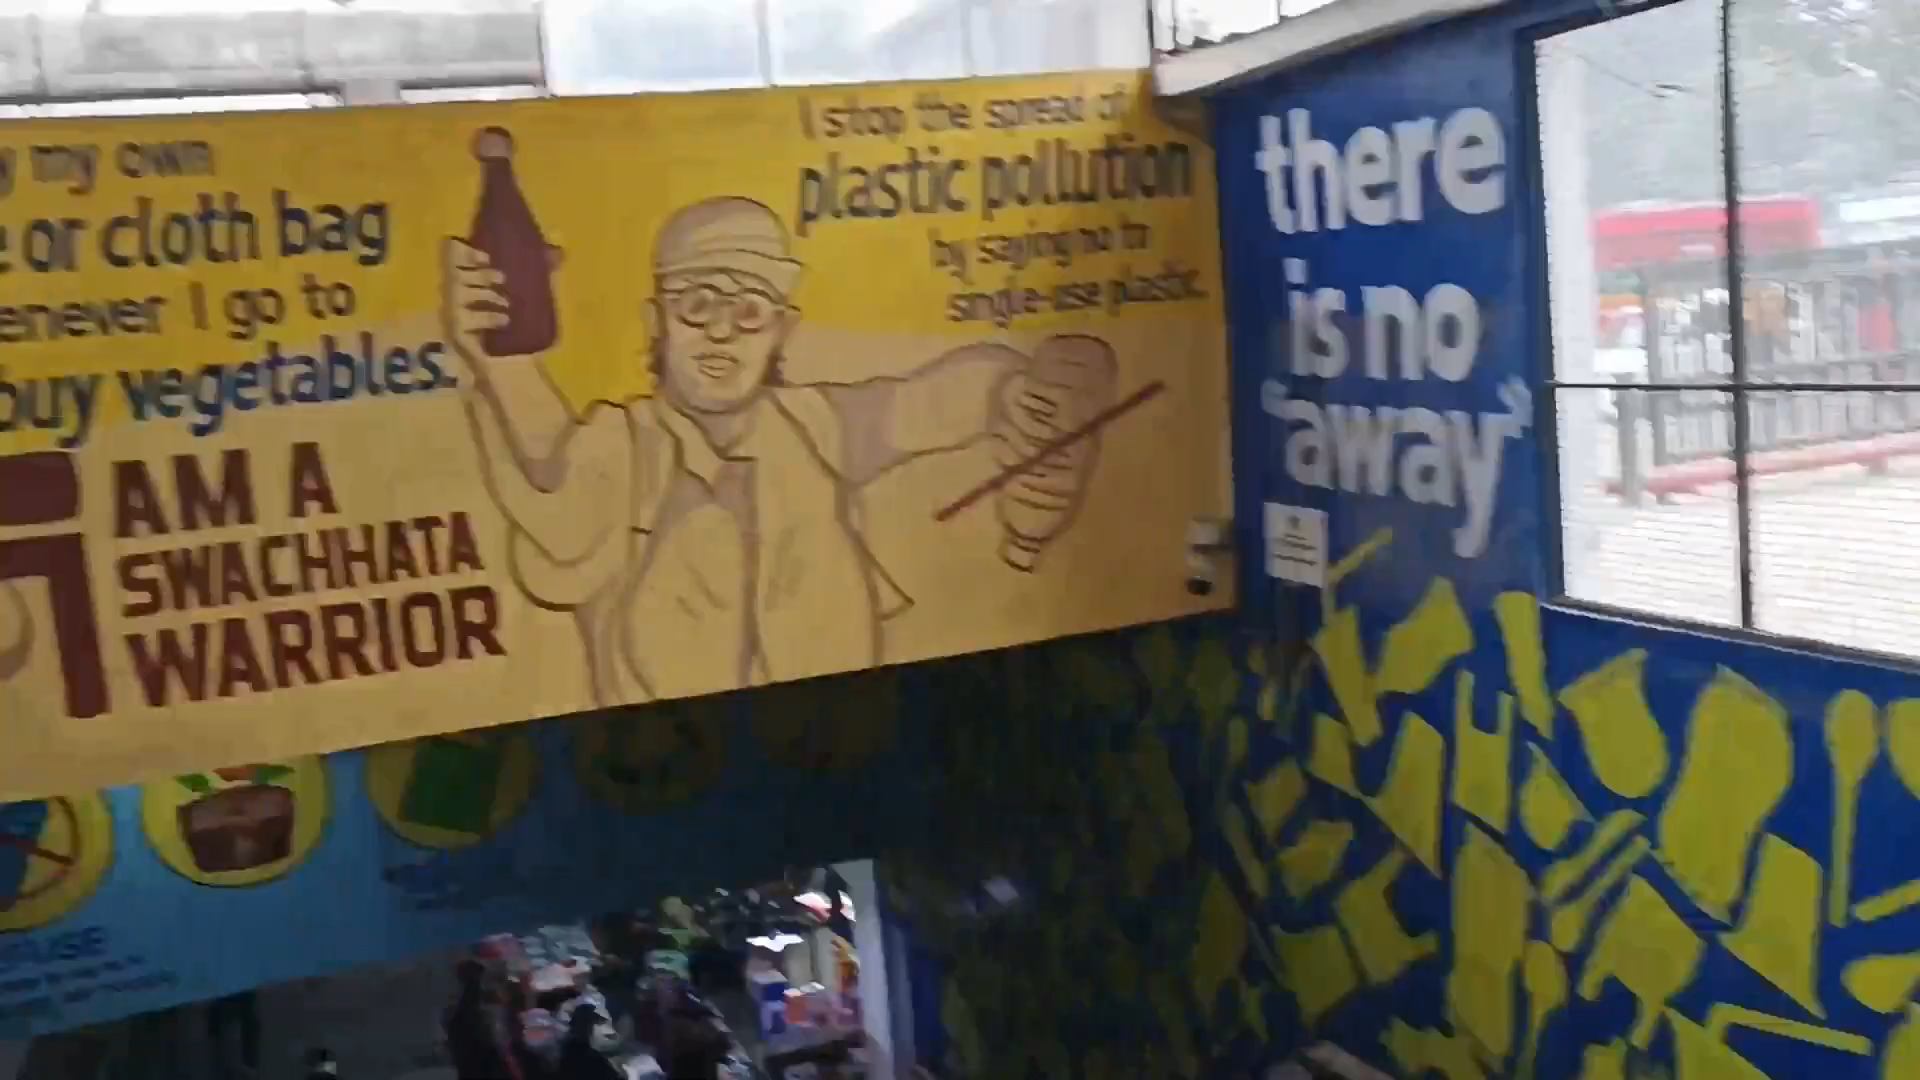 my own
or cloth bag
I go to
buy vegetables.
I AM A
SWACHHATA
WARRIOR
I stop the spread of
plastic pollution
by saying no to
single-use plastic.
there
is no
"away"